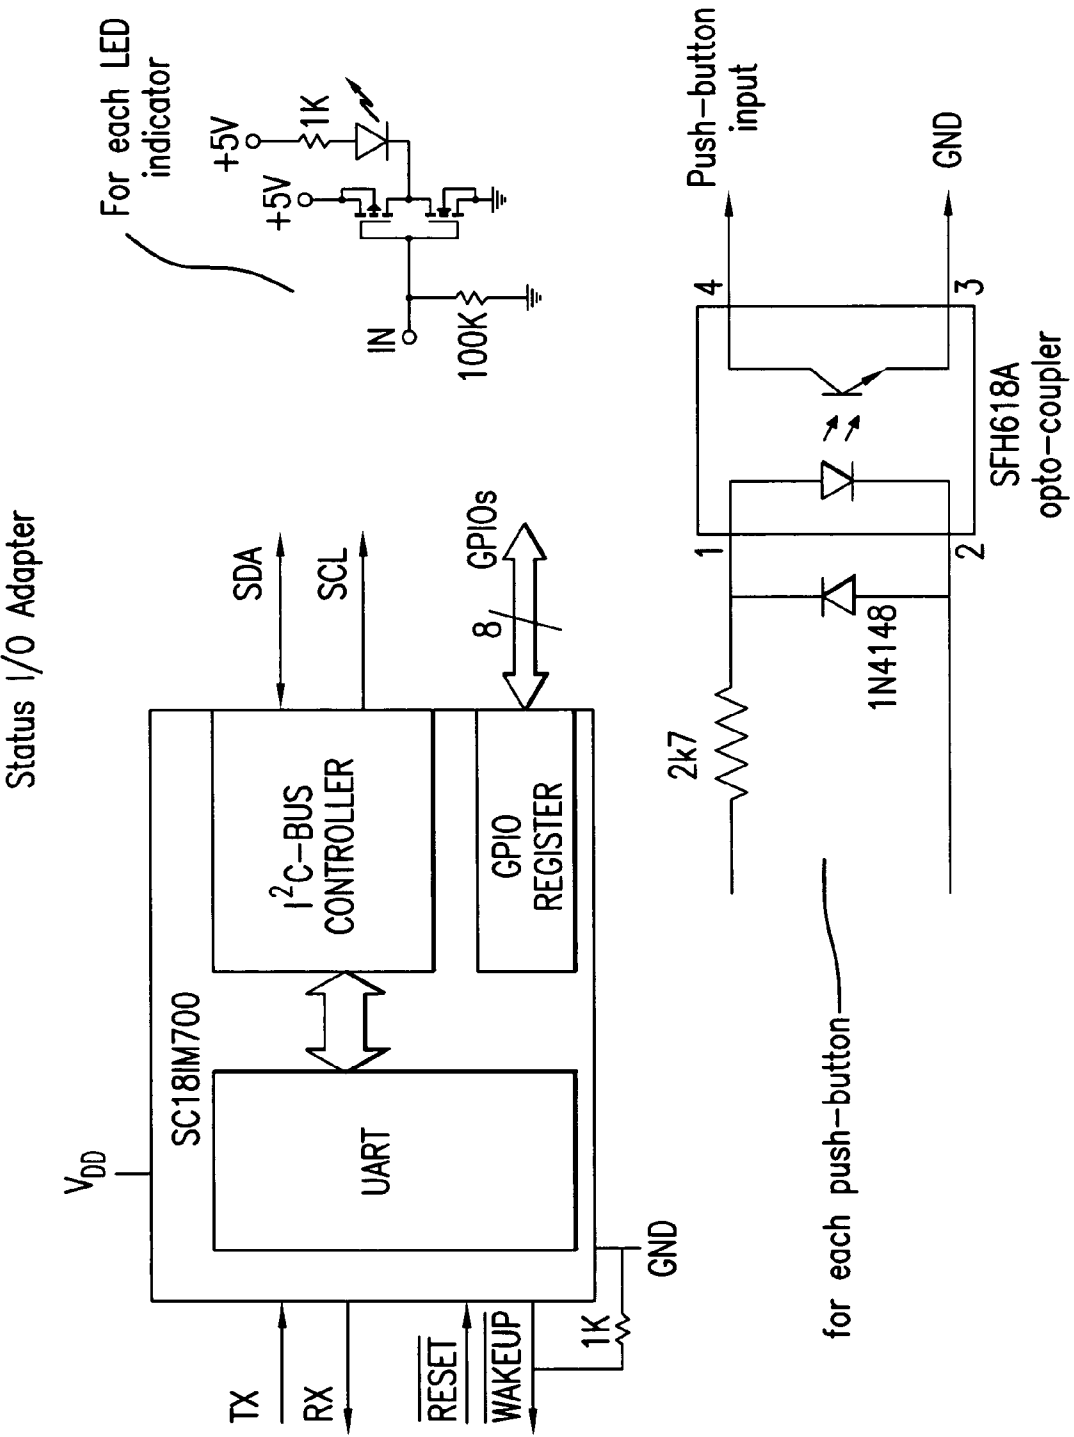 Status I/O Adapter
VDD
SC18IM700
TX
RX
RESET
WAKEUP
1K
GND
UART
I2C-BUS
CONTROLLER
GPIO
REGISTER
SDA
SCL
8
GPIOs
For each LED
indicator
+5V
+5V
1K
IN
100K
for each push-button
2k7
1N4148
1
2
4
3
SFH618A
opto-coupler
Push-button
input
GND